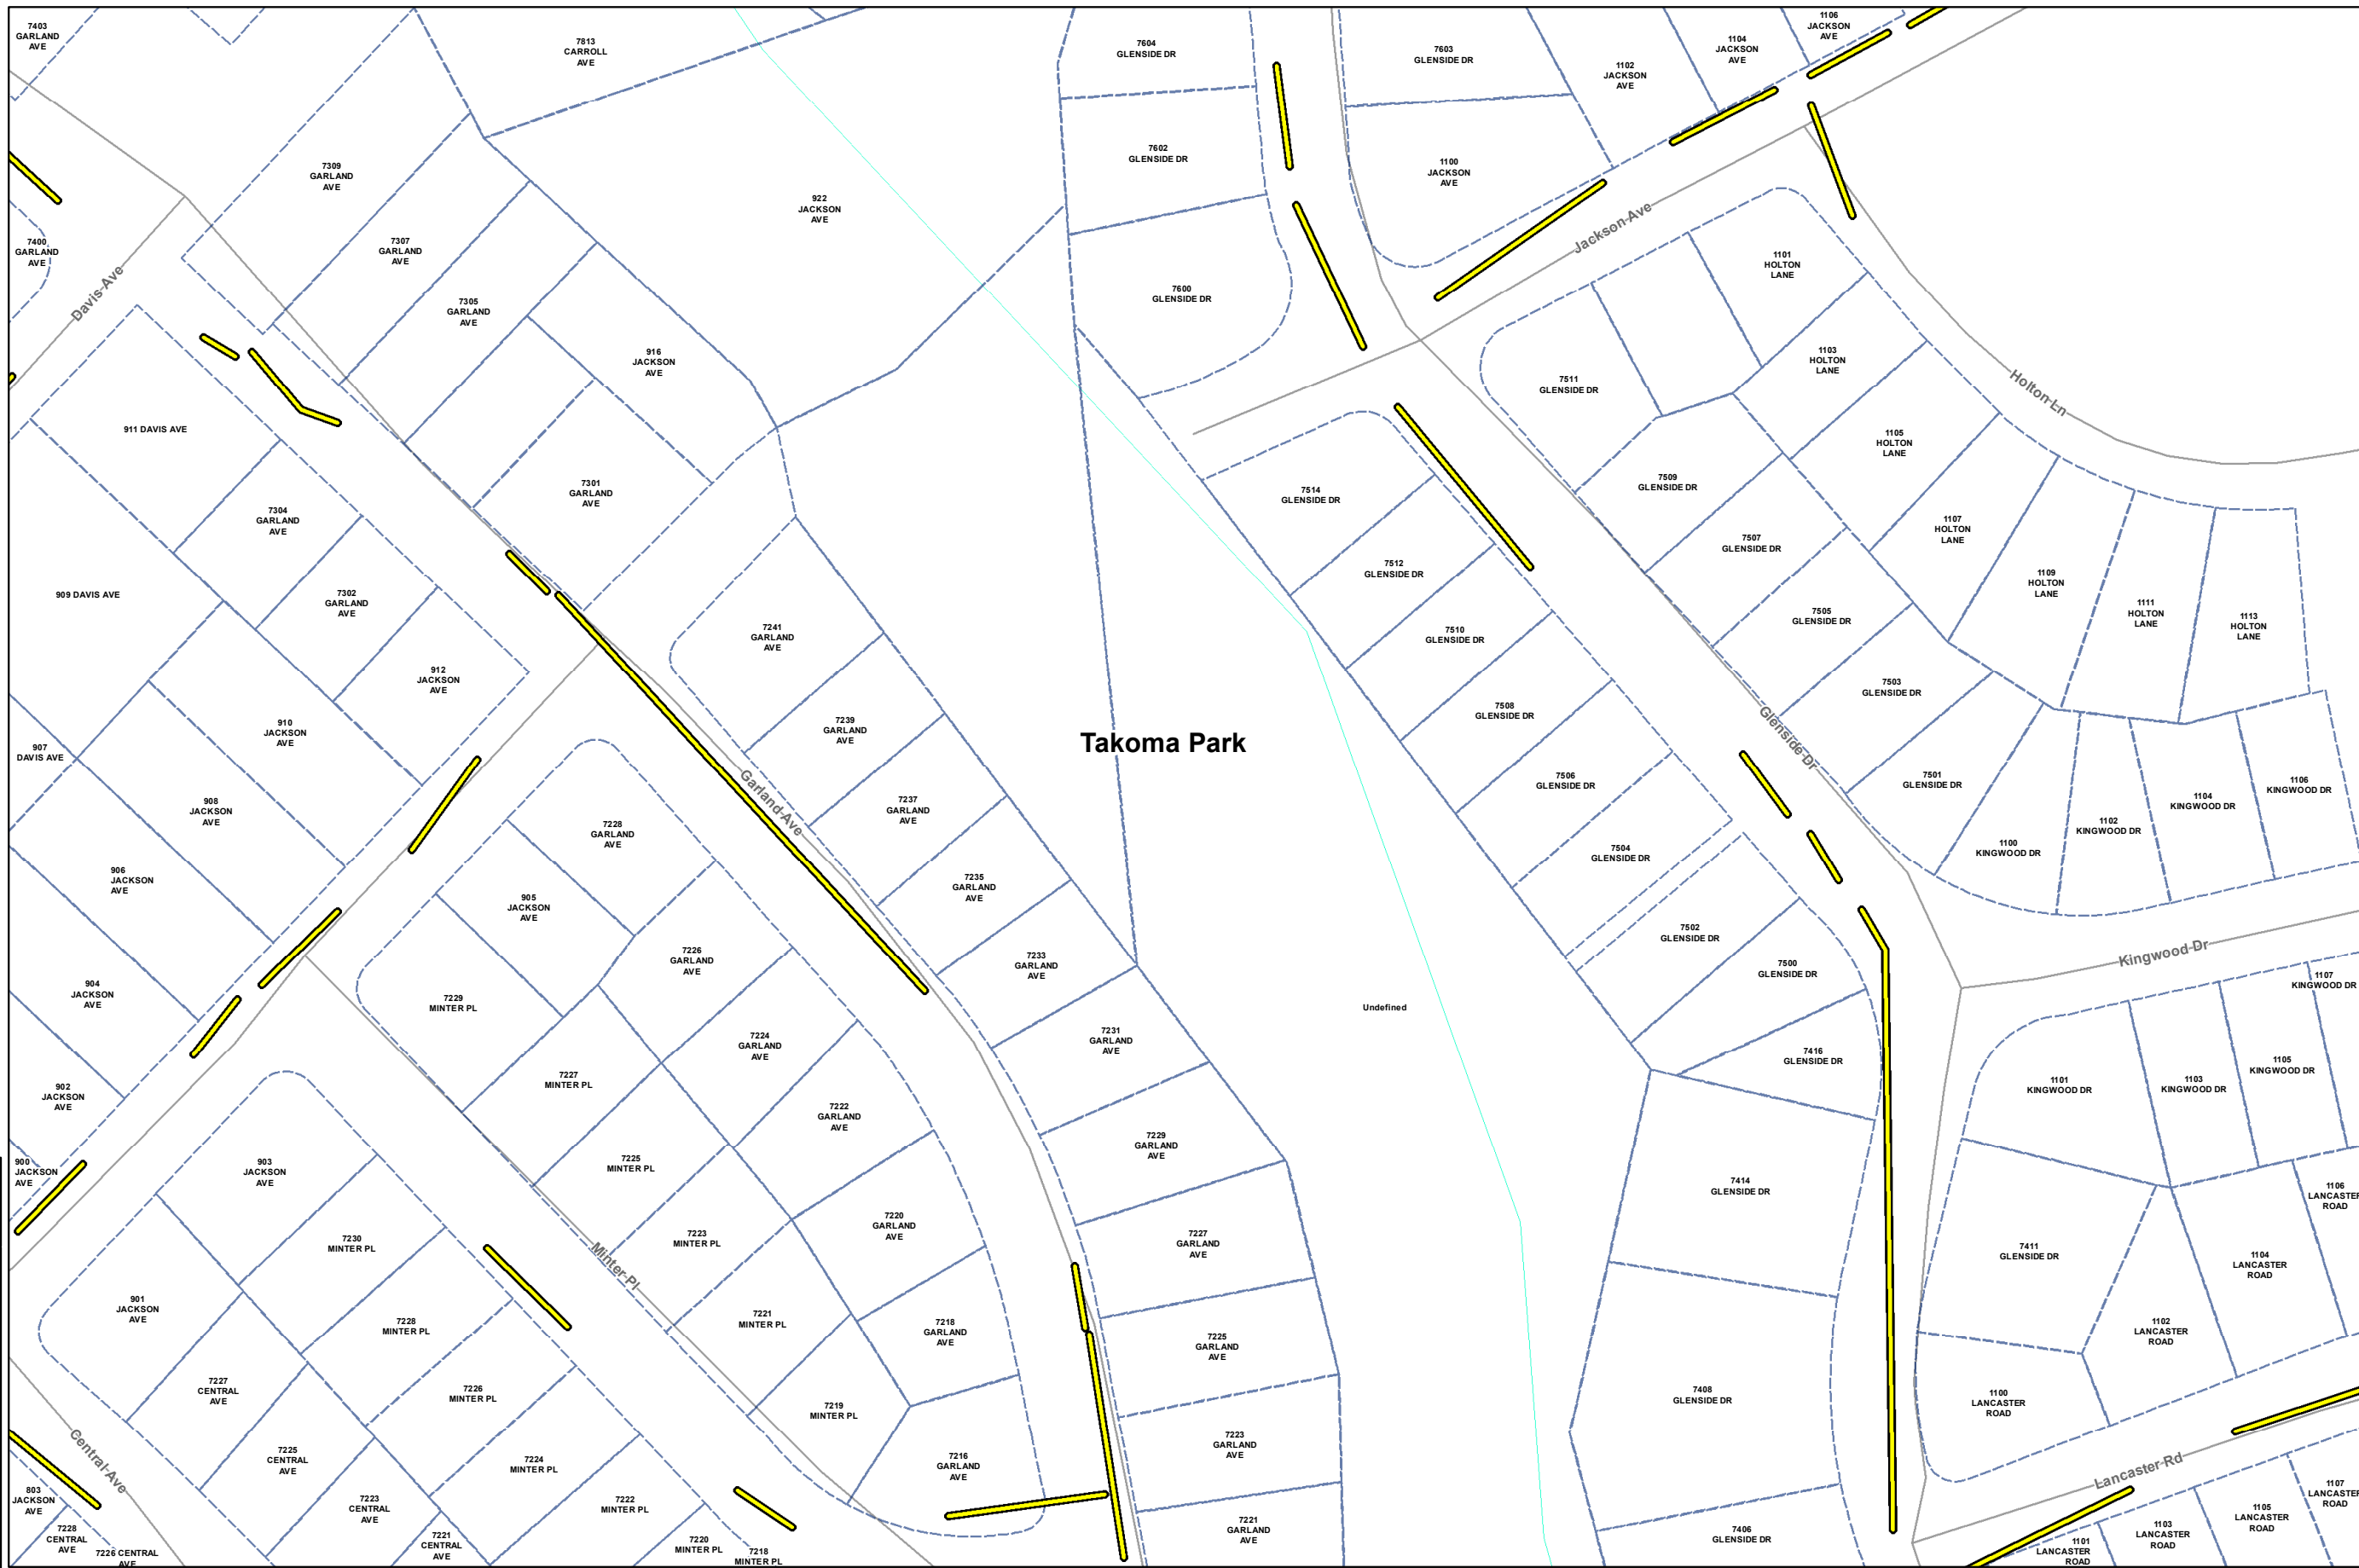 7403
GARLAND
AVE
7813
CARROLL
AVE
7604
GLENSIDE DR
7603
GLENSIDE DR
1102
JACKSON
AVE
1104
JACKSON
AVE
1106
JACKSON
AVE
7309
GARLAND
AVE
7602
GLENSIDE DR
1100
JACKSON
AVE
922
JACKSON
AVE
7400
GARLAND
AVE
7307
GARLAND
AVE
Davis Ave
Jackson Ave
7305
GARLAND
AVE
7600
GLENSIDE DR
1101
HOLTON
LANE
916
JACKSON
AVE
1103
HOLTON
LANE
7511
GLENSIDE DR
Holton Ln
911 DAVIS AVE
1105
HOLTON
LANE
7301
GARLAND
AVE
7304
GARLAND
AVE
7514
GLENSIDE DR
7509
GLENSIDE DR
1107
HOLTON
LANE
7507
GLENSIDE DR
909 DAVIS AVE
7302
GARLAND
AVE
7512
GLENSIDE DR
1109
HOLTON
LANE
1111
HOLTON
LANE
1113
HOLTON
LANE
7241
GARLAND
AVE
7510
GLENSIDE DR
7505
GLENSIDE DR
912
JACKSON
AVE
7503
GLENSIDE DR
910
JACKSON
AVE
7239
GARLAND
AVE
7508
GLENSIDE DR
Glenside Dr
907
DAVIS AVE
Takoma Park
Garland Ave
908
JACKSON
AVE
7237
GARLAND
AVE
7506
GLENSIDE DR
7501
GLENSIDE DR
1106
KINGWOOD DR
1104
KINGWOOD DR
1102
KINGWOOD DR
1100
KINGWOOD DR
7228
GARLAND
AVE
906
JACKSON
AVE
905
JACKSON
AVE
7235
GARLAND
AVE
7504
GLENSIDE DR
7226
GARLAND
AVE
7233
GARLAND
AVE
7502
GLENSIDE DR
7500
GLENSIDE DR
Kingwood Dr
904
JACKSON
AVE
7229
MINTER PL
Undefined
1107
KINGWOOD DR
7224
GARLAND
AVE
7231
GARLAND
AVE
7416
GLENSIDE DR
902
JACKSON
AVE
7227
MINTER PL
1101
KINGWOOD DR
1103
KINGWOOD DR
1105
KINGWOOD DR
7222
GARLAND
AVE
7229
GARLAND
AVE
900
JACKSON
AVE
903
JACKSON
AVE
7225
MINTER PL
7414
GLENSIDE DR
1106
LANCASTER
ROAD
7230
MINTER PL
Minter Pl
7223
MINTER PL
7220
GARLAND
AVE
7227
GARLAND
AVE
7411
GLENSIDE DR
1104
LANCASTER
ROAD
901
JACKSON
AVE
7228
MINTER PL
7221
MINTER PL
7218
GARLAND
AVE
7225
GARLAND
AVE
1102
LANCASTER
ROAD
7227
CENTRAL
AVE
7226
MINTER PL
7219
MINTER PL
7408
GLENSIDE DR
1100
LANCASTER
ROAD
Central Ave
7225
CENTRAL
AVE
7224
MINTER PL
7216
GARLAND
AVE
7223
GARLAND
AVE
Lancaster Rd
803
JACKSON
AVE
7223
CENTRAL
AVE
7222
MINTER PL
1107
LANCASTER
ROAD
1105
LANCASTER
ROAD
7228
CENTRAL
AVE
7221
CENTRAL
AVE
7220
MINTER PL
7221
GARLAND
AVE
7406
GLENSIDE DR
1103
LANCASTER
ROAD
7226 CENTRAL
AVE
7218
MINTER PL
1101
LANCASTER
ROAD